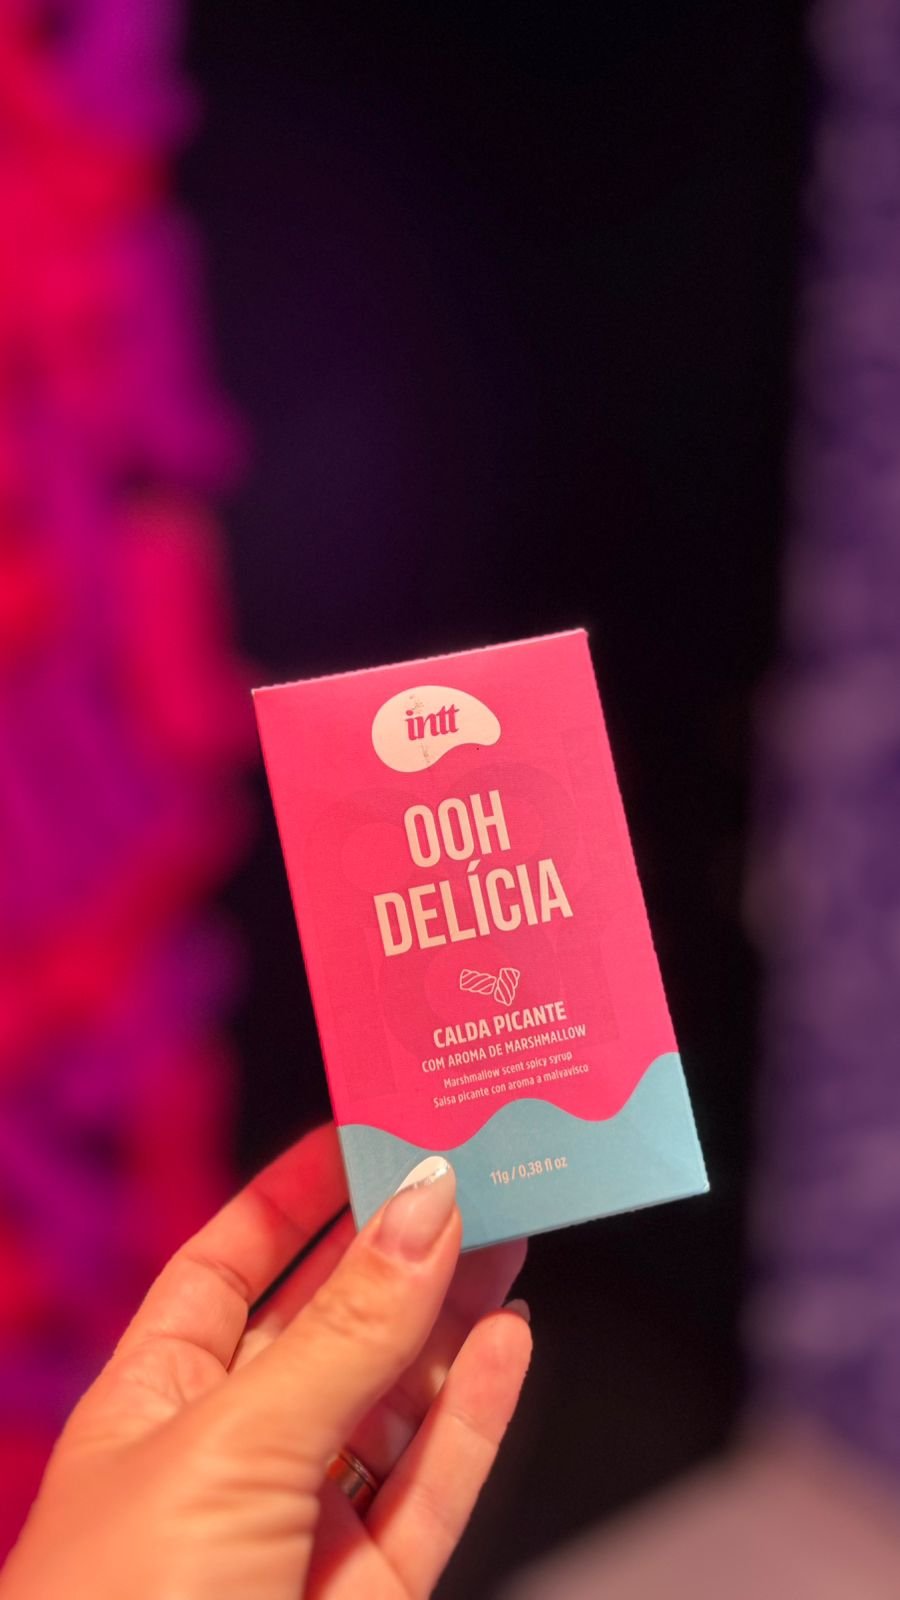 intt
OOH
DELÍCIA
CALDA PICANTE
COM AROMA DE MARSHMALLOW
Marshmallow scent spicy syrup
Salsa picante con aroma a malvavisco
11g / 0,38 fl oz